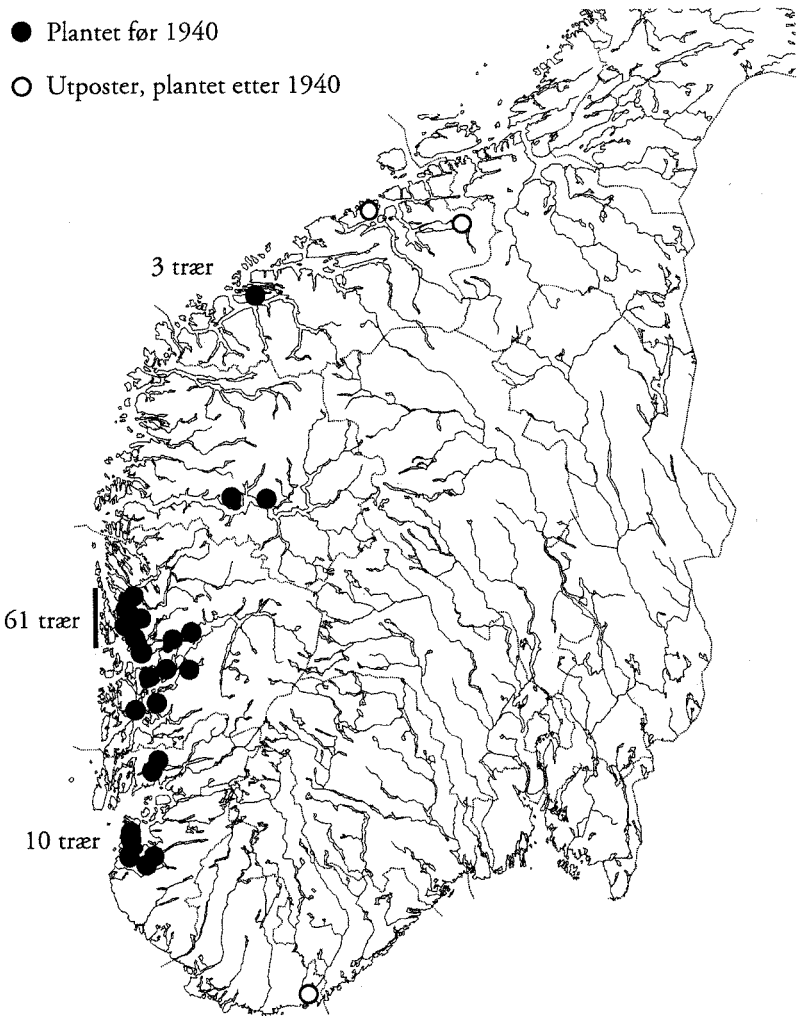 Plantet før 1940
Utposter, plantet etter 1940
3 trær
61 trær
10 trær